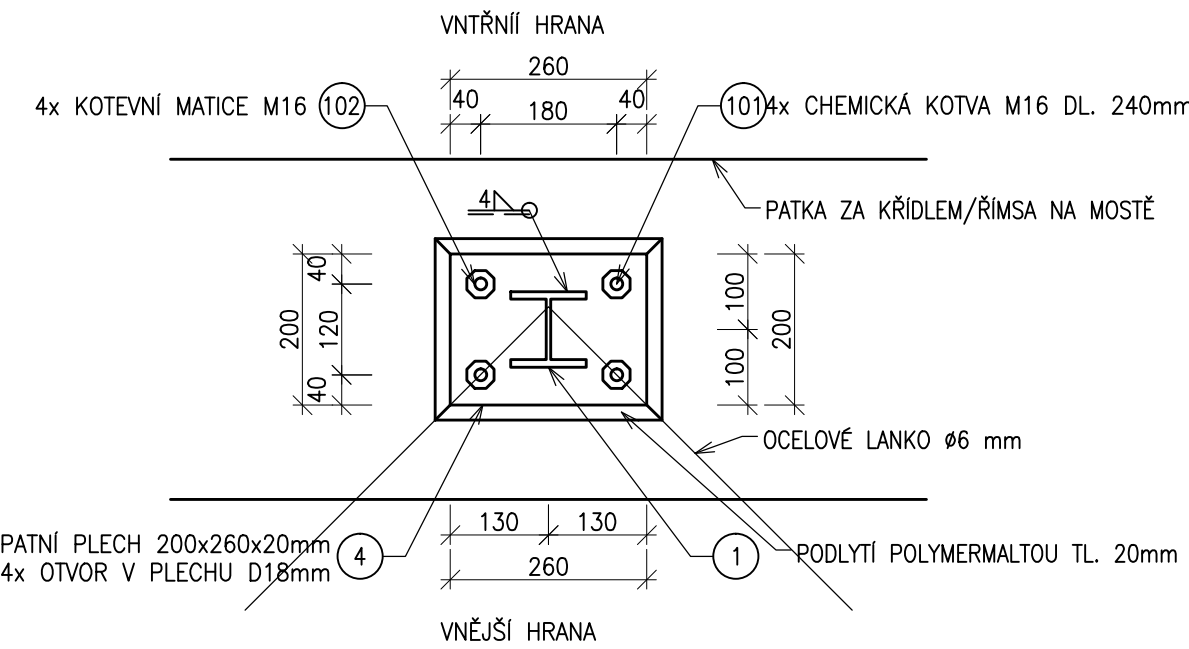 VNTŘNÍÍ HRANA
260
40
180
40
4x KOTEVNÍ MATICE M16
102
101
4x CHEMICKÁ KOTVA M16 DL. 240mm
4
PATKA ZA KŘÍDLEM/ŘÍMSA NA MOSTĚ
200
40
120
40
100
100
200
OCELOVÉ LANKO ø6 mm
130
130
260
PATNÍ PLECH 200x260x20mm
4x OTVOR V PLECHU D18mm
4
1
PODLYTÍ POLYMERMALTOU TL. 20mm
VNĚJŠÍ HRANA